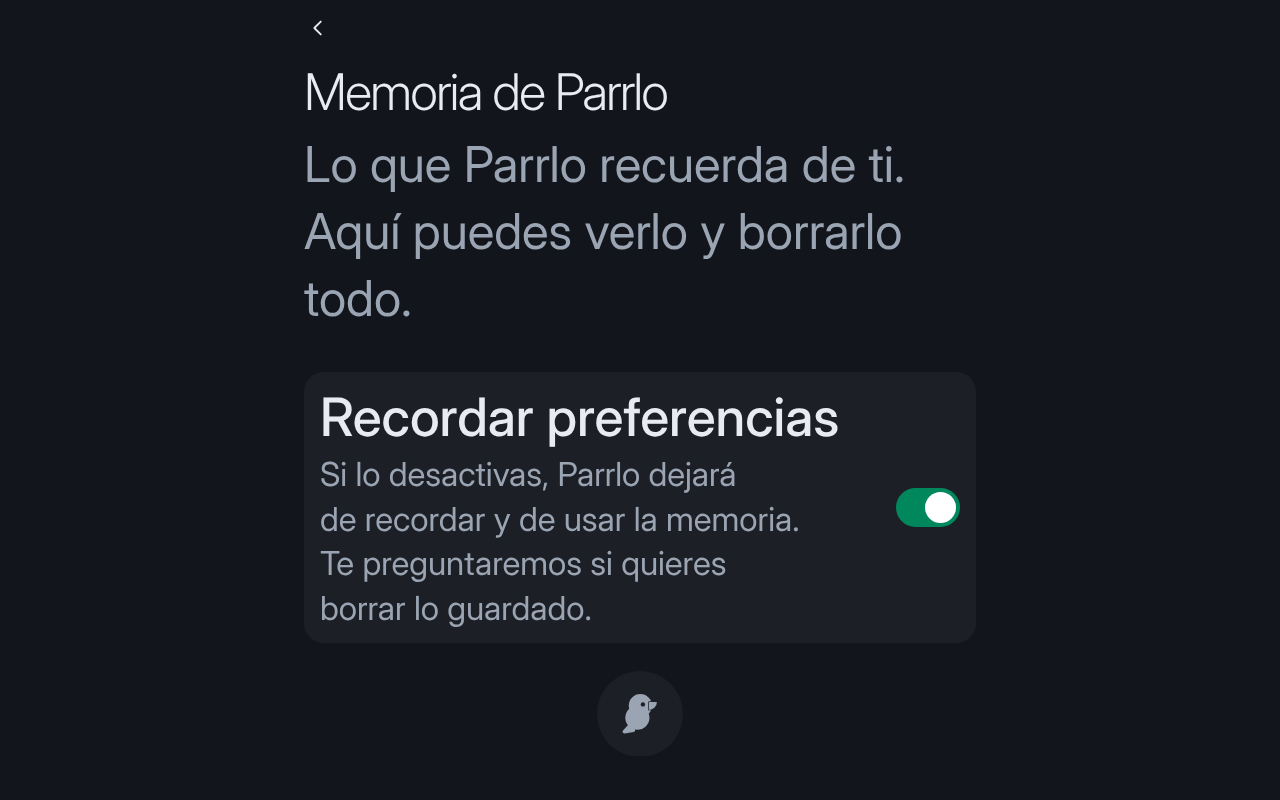 Memoria de Parrlo
Lo que Parrlo recuerda de ti.
Aquí puedes verlo y borrarlo
todo.
Recordar preferencias
Si lo desactivas, Parrlo dejará
de recordar y de usar la memoria.
Te preguntaremos si quieres
borrar lo guardado.